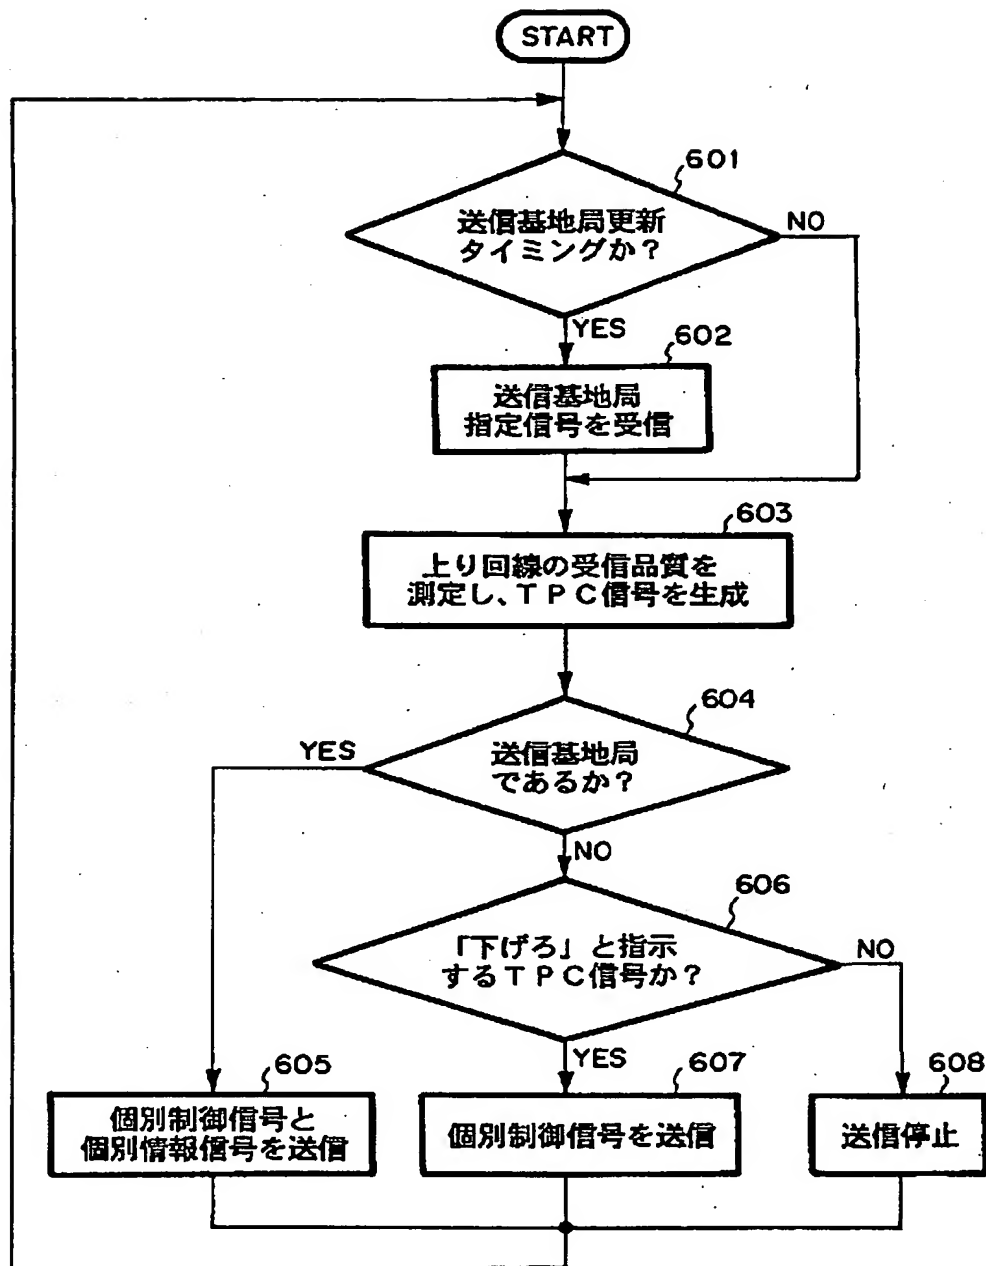 START
601
送信基地局更新
タイミングか?
NO
YES
602
送信基地局
指定信号を受信
603
上り回線の受信品質を
測定し、TPC信号を生成
604
YES
送信基地局
であるか?
NO
606
「下げろ」と指示
するTPC信号か?
NO
YES
605
607
608
個別制御信号と
個別情報信号を送信
個別制御信号を送信
送信停止